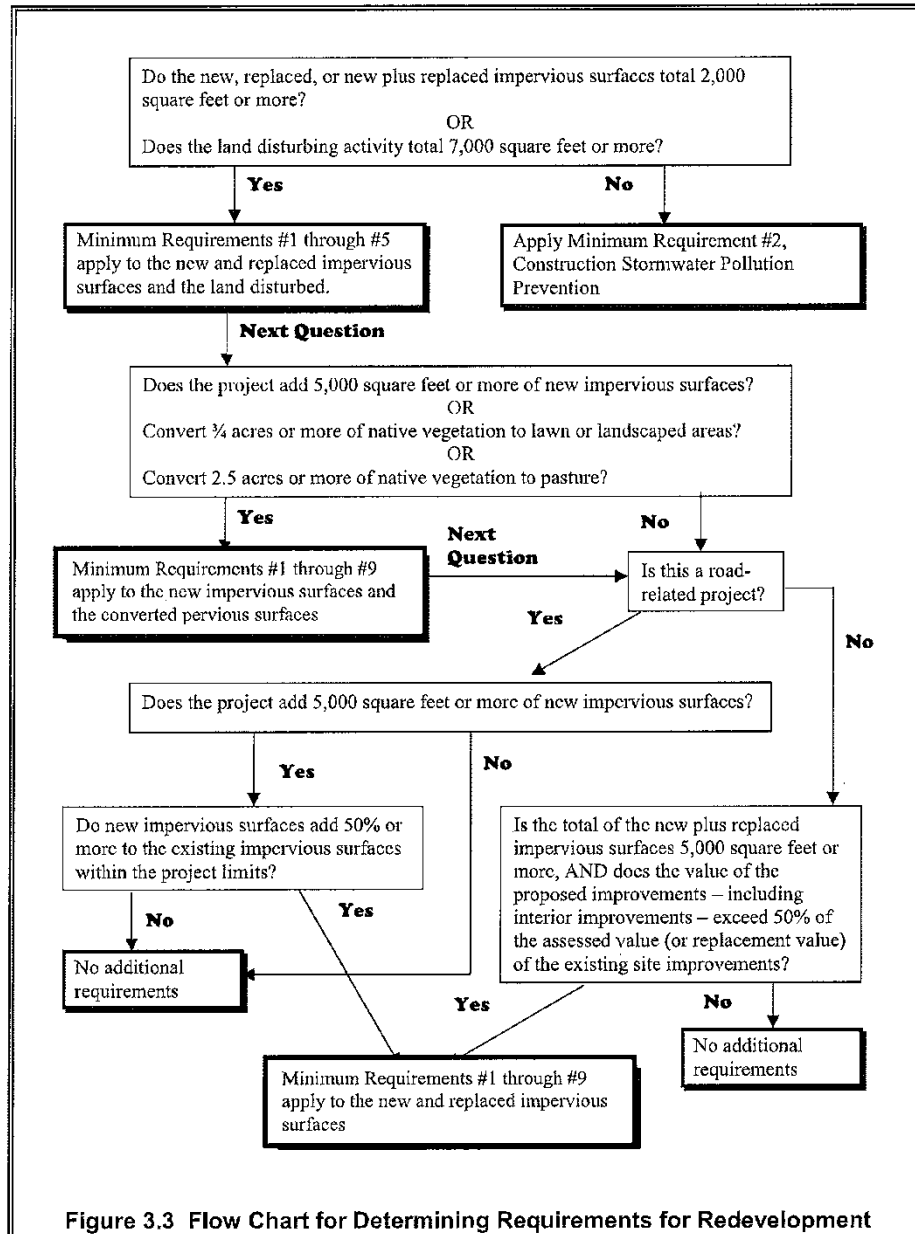 Do the new, replaced, or new plus replaced impervious surfaces total 2,000
square feet or more?
OR
Does the land disturbing activity total 7,000 square feet or more?
Yes
No
Minimum Requirements #1 through #5
apply to the new and replaced impervious
surfaces and the land disturbed.
Apply Minimum Requirement #2,
Construction Stormwater Pollution
Prevention
Next Question
Does the project add 5,000 square feet or more of new impervious surfaces?
OR
Convert ¾ acres or more of native vegetation to lawn or landscaped areas?
OR
Convert 2.5 acres or more of native vegetation to pasture?
Yes
No
Next
Question
Minimum Requirements #1 through #9
apply to the new impervious surfaces and
the converted pervious surfaces
Is this a road-
related project?
Yes
No
Does the project add 5,000 square feet or more of new impervious surfaces?
Yes
No
Do new impervious surfaces add 50% or
more to the existing impervious surfaces
within the project limits?
Is the total of the new plus replaced
impervious surfaces 5,000 square feet or
more, AND does the value of the
proposed improvements – including
interior improvements – exceed 50% of
the assessed value (or replacement value)
of the existing site improvements?
No
Yes
No additional
requirements
Yes
No
No additional
requirements
Minimum Requirements #1 through #9
apply to the new and replaced impervious
surfaces
Figure 3.3 Flow Chart for Determining Requirements for Redevelopment